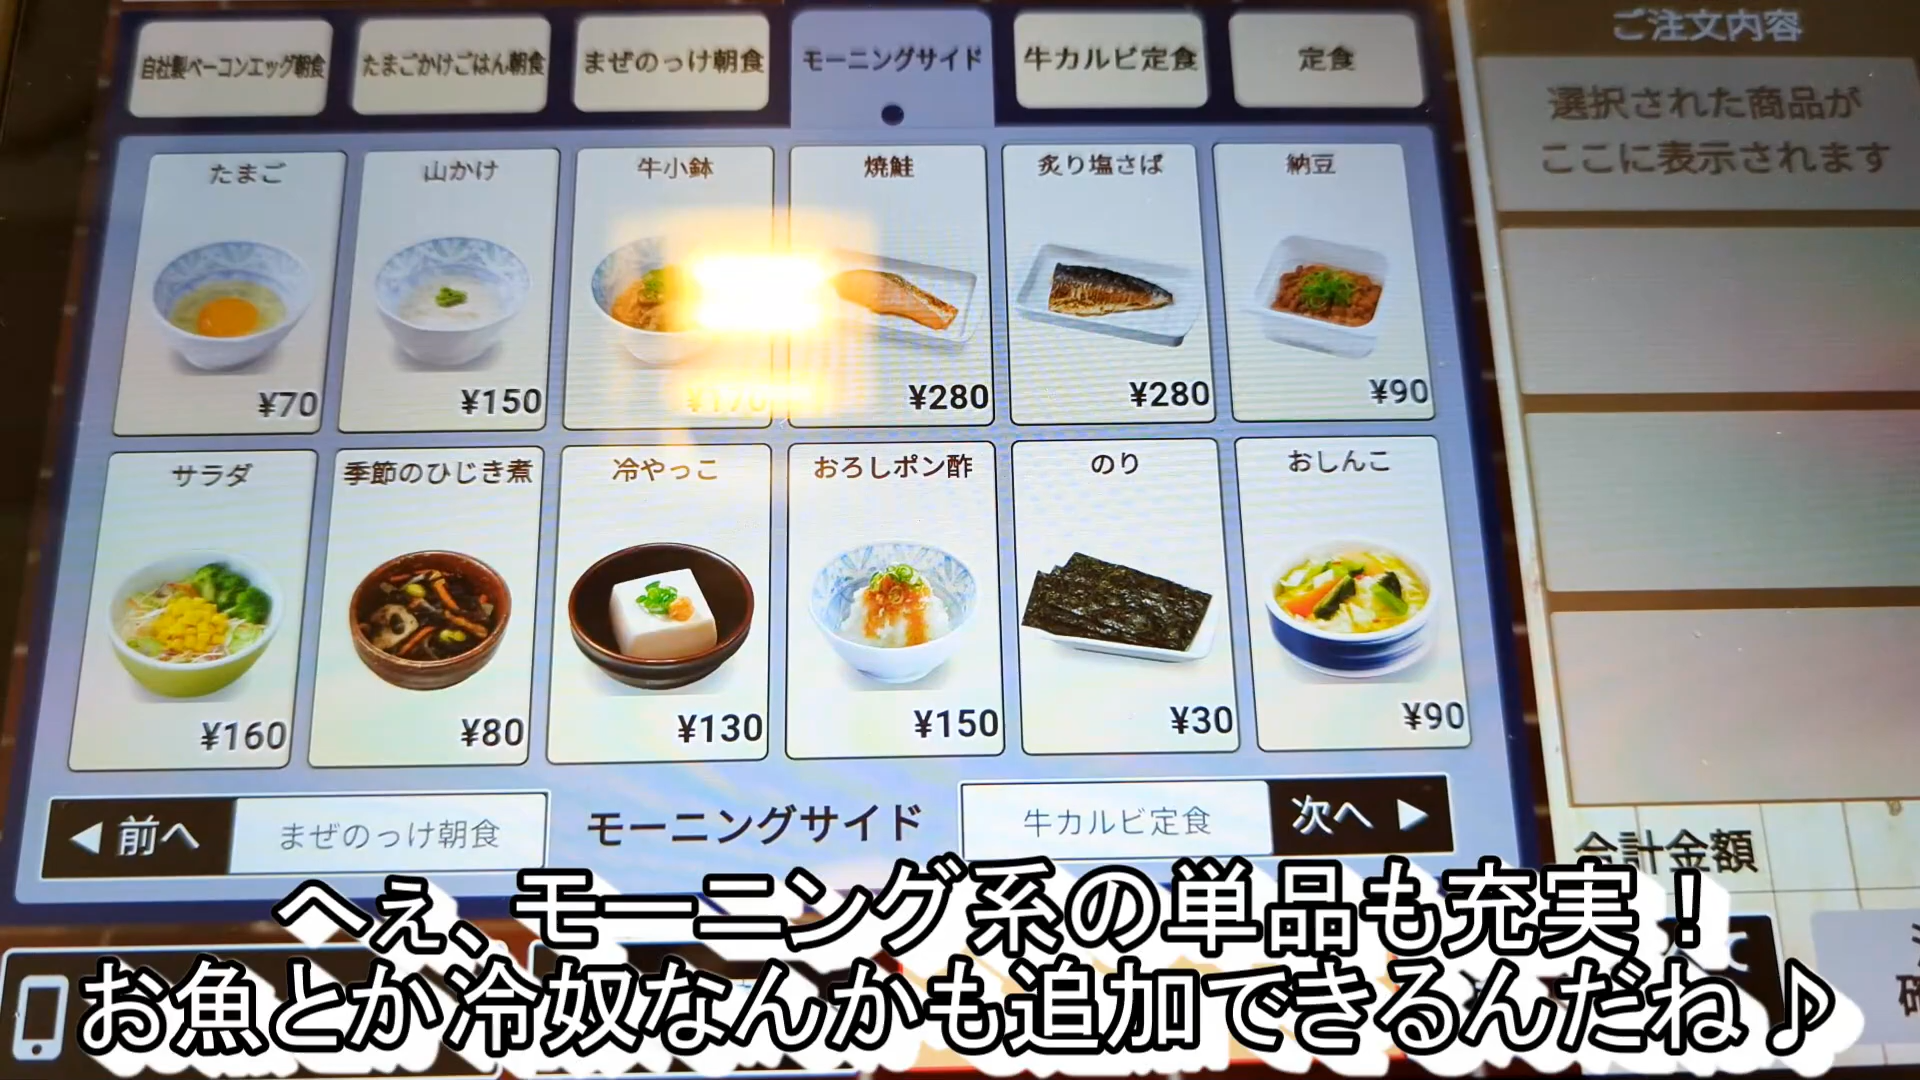 自社製ベーコンエッグ朝食
たまごかけごはん朝食
まぜのっけ朝食
モーニングサイド
牛カルビ定食
定食
ご注文内容
選択された商品が
ここに表示されます
たまご
¥70
山かけ
¥150
牛小鉢
¥170
焼鮭
¥280
炙り塩さば
¥280
納豆
¥90
サラダ
¥160
季節のひじき煮
¥80
冷やっこ
¥130
おろしポン酢
¥150
のり
¥30
おしんこ
¥90
前へ
まぜのっけ朝食
モーニングサイド
牛カルビ定食
次へ
合計金額
へぇ、モーニング系の単品も充実！
お魚とか冷奴なんかも追加できるんだね♪